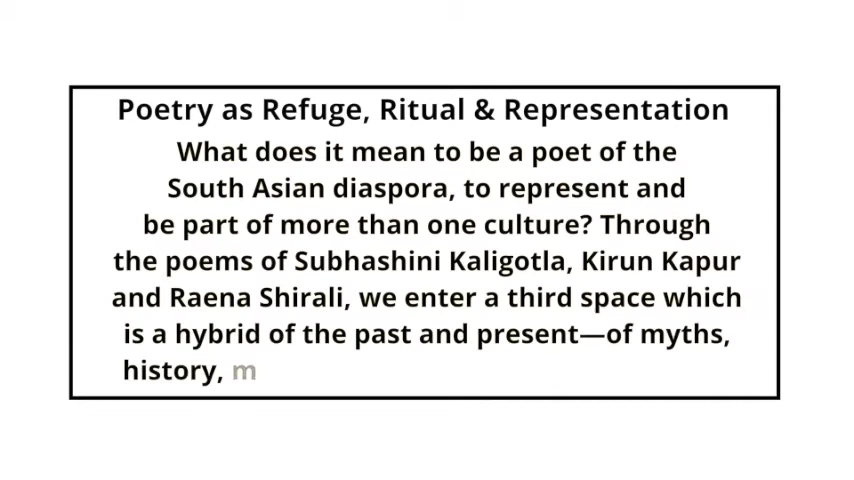 Poetry as Refuge, Ritual & Representation
What does it mean to be a poet of the
South Asian diaspora, to represent and
be part of more than one culture? Through
the poems of Subhashini Kaligotla, Kirun Kapur
and Raena Shirali, we enter a third space which
is a hybrid of the past and present—of myths,
history, m